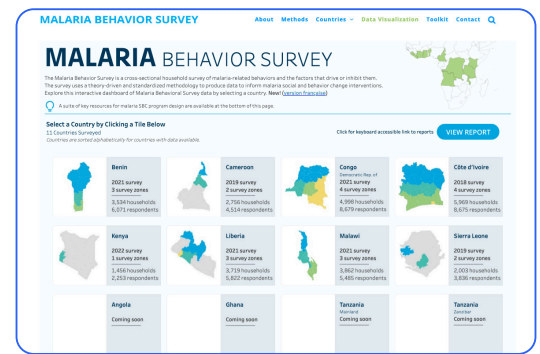 MALARIA BEHAVIOR SURVEY
About Methods Countries Data Visualization Toolkit Contact
MALARIA BEHAVIOR SURVEY
The Malaria Behavior Survey is a cross-sectional household survey of malaria-related behaviors and the factors that drive or inhibit them.
The survey uses a theory-driven and standardized methodology to produce data to inform malaria social and behavior change interventions.
Explore this interactive dashboard of Malaria Behavioral Survey data by selecting a country. New! (version française)
A suite of key resources for malaria SBC program design are available at the bottom of this page.
Select a Country by Clicking a Tile Below
11 Countries Surveyed
Countries are sorted alphabetically for countries with data available.
Click for keyboard accessible link to reports
VIEW REPORT
Benin
2021 survey
3 survey zones
3,534 households
6,071 respondents
Cameroon
2019 survey
2 survey zones
2,756 households
4,514 respondents
Congo
Democratic Rep. of
2021 survey
4 survey zones
4,998 households
8,679 respondents
Côte d'Ivoire
2018 survey
4 survey zones
5,969 households
8,675 respondents
Kenya
2022 survey
1 survey zones
1,456 households
2,253 respondents
Liberia
2021 survey
3 survey zones
3,719 households
5,822 respondents
Malawi
2021 survey
3 survey zones
3,862 households
5,485 respondents
Sierra Leone
2019 survey
2 survey zones
2,003 households
3,836 respondents
Angola
Coming soon
Ghana
Coming soon
Tanzania
Mainland
Coming soon
Tanzania
Zanzibar
Coming soon